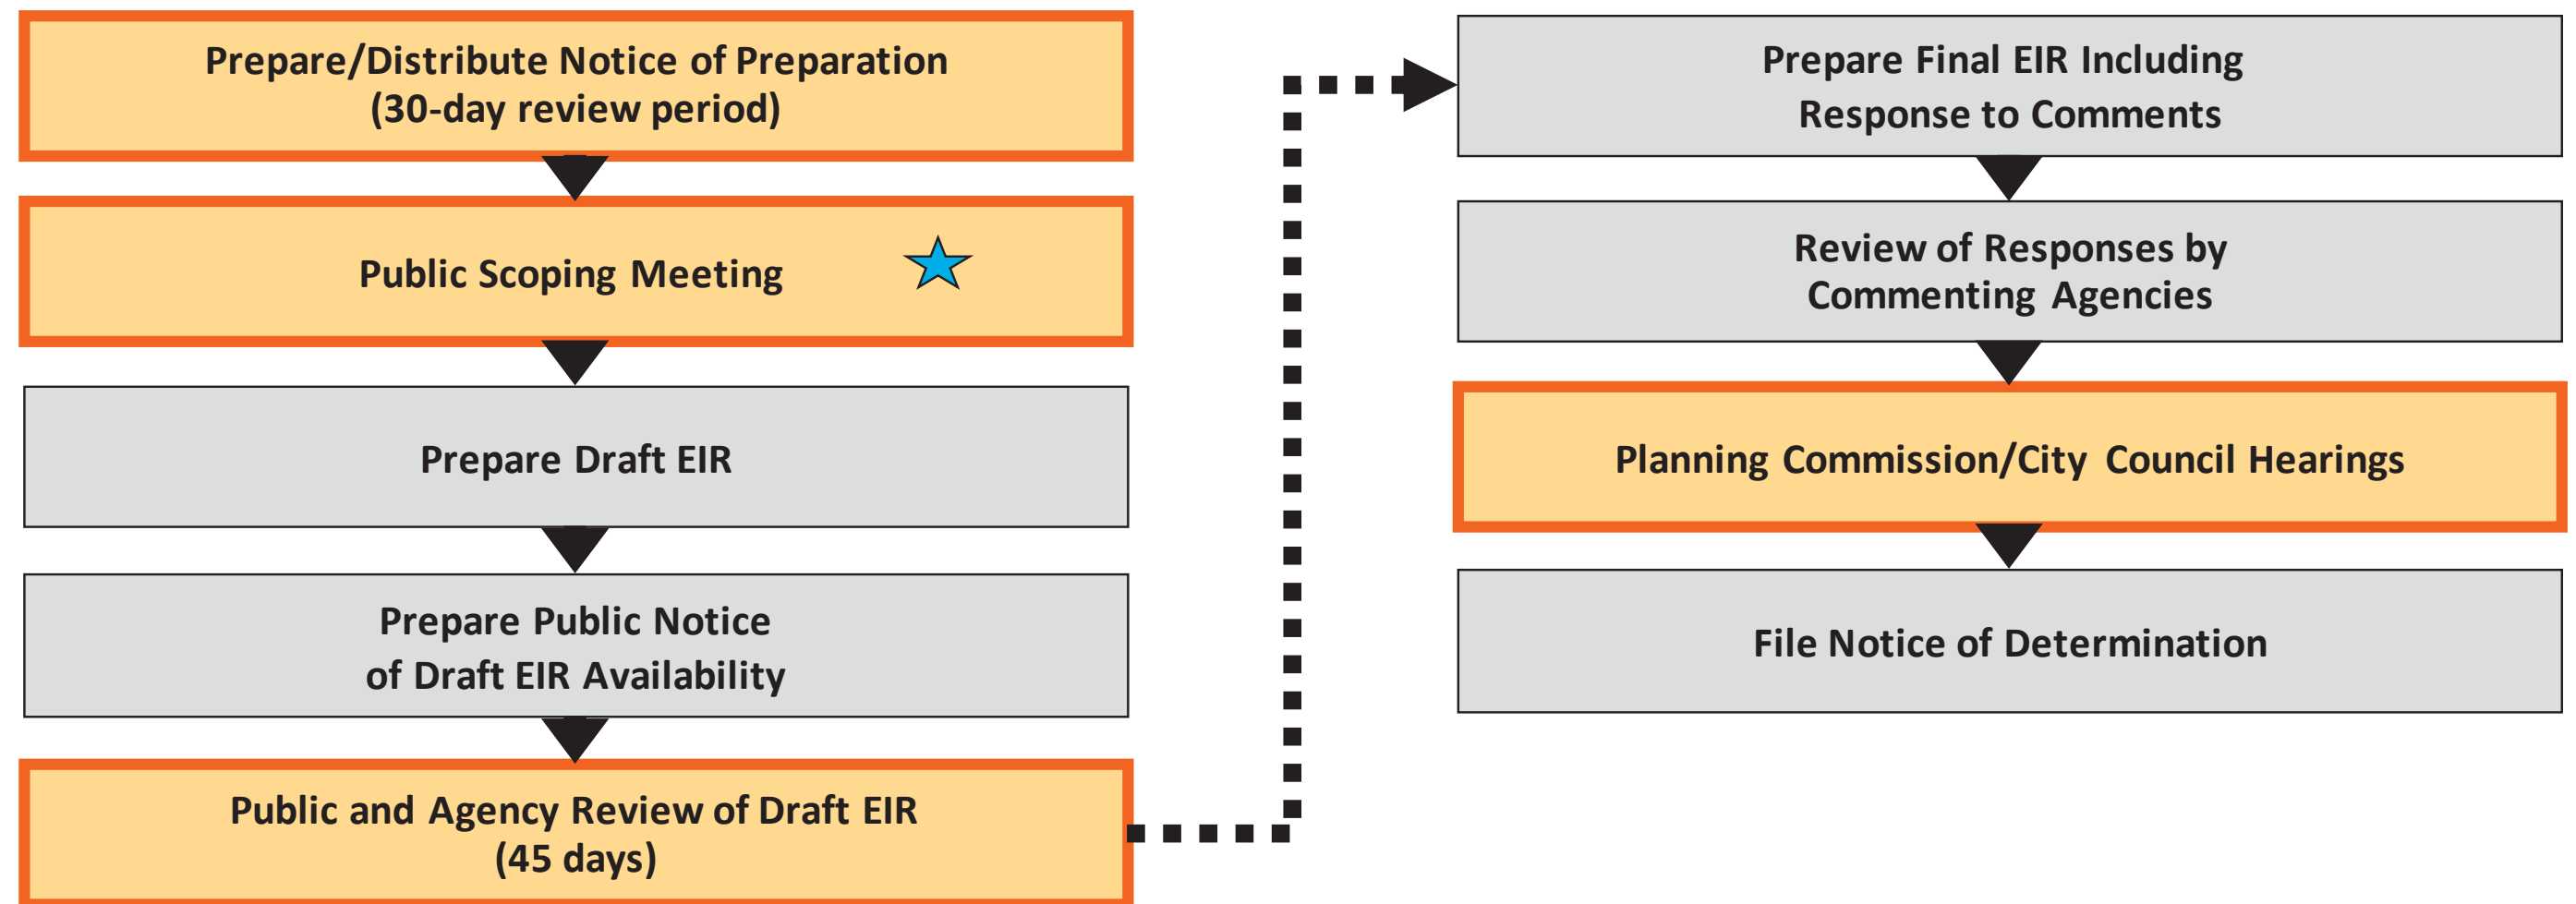 Prepare/Distribute Notice of Preparation
(30-day review period)
Public Scoping Meeting
Prepare Draft EIR
Prepare Public Notice
of Draft EIR Availability
Public and Agency Review of Draft EIR
(45 days)
Prepare Final EIR Including
Response to Comments
Review of Responses by
Commenting Agencies
Planning Commission/City Council Hearings
File Notice of Determination